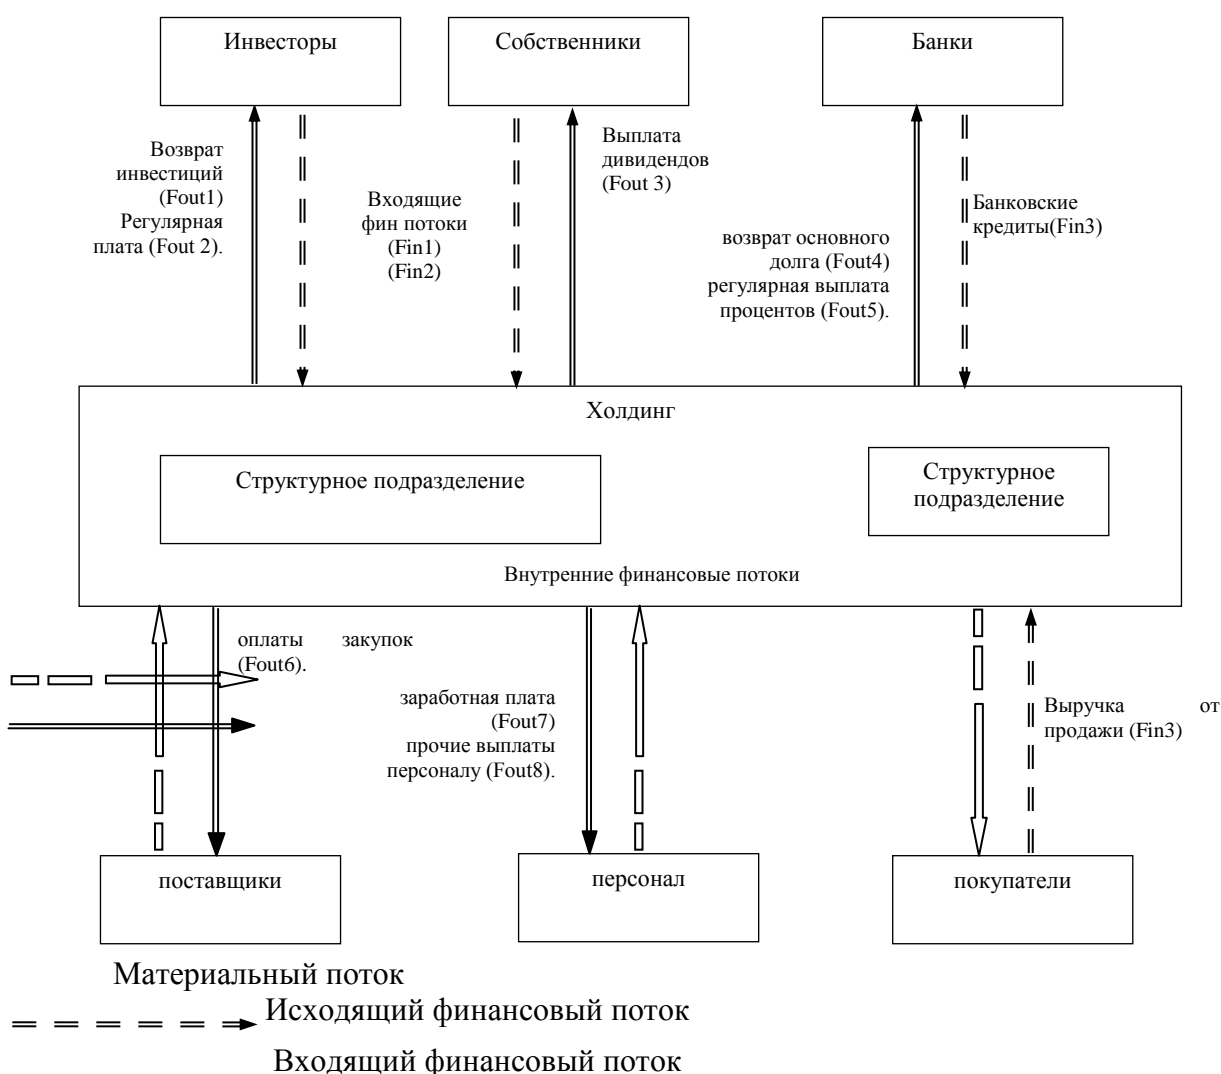 Инвесторы
Собственники
Банки
Возврат
инвестиций
(Fout1)
Регулярная
плата (Fout 2).
Входящие
фин потоки
(Fin1)
(Fin2)
Выплата
дивидендов
(Fout 3)
возврат основного
долга (Fout4)
регулярная выплата
процентов (Fout5).
Банковские
кредиты(Fin3)
Холдинг
Структурное подразделение
Структурное
подразделение
Внутренние финансовые потоки
оплаты закупок
(Fout6).
заработная плата
(Fout7)
прочие выплаты
персоналу (Fout8).
Выручка от
продажи (Fin3)
поставщики
персонал
покупатели
Материальный поток
Исходящий финансовый поток
Входящий финансовый поток